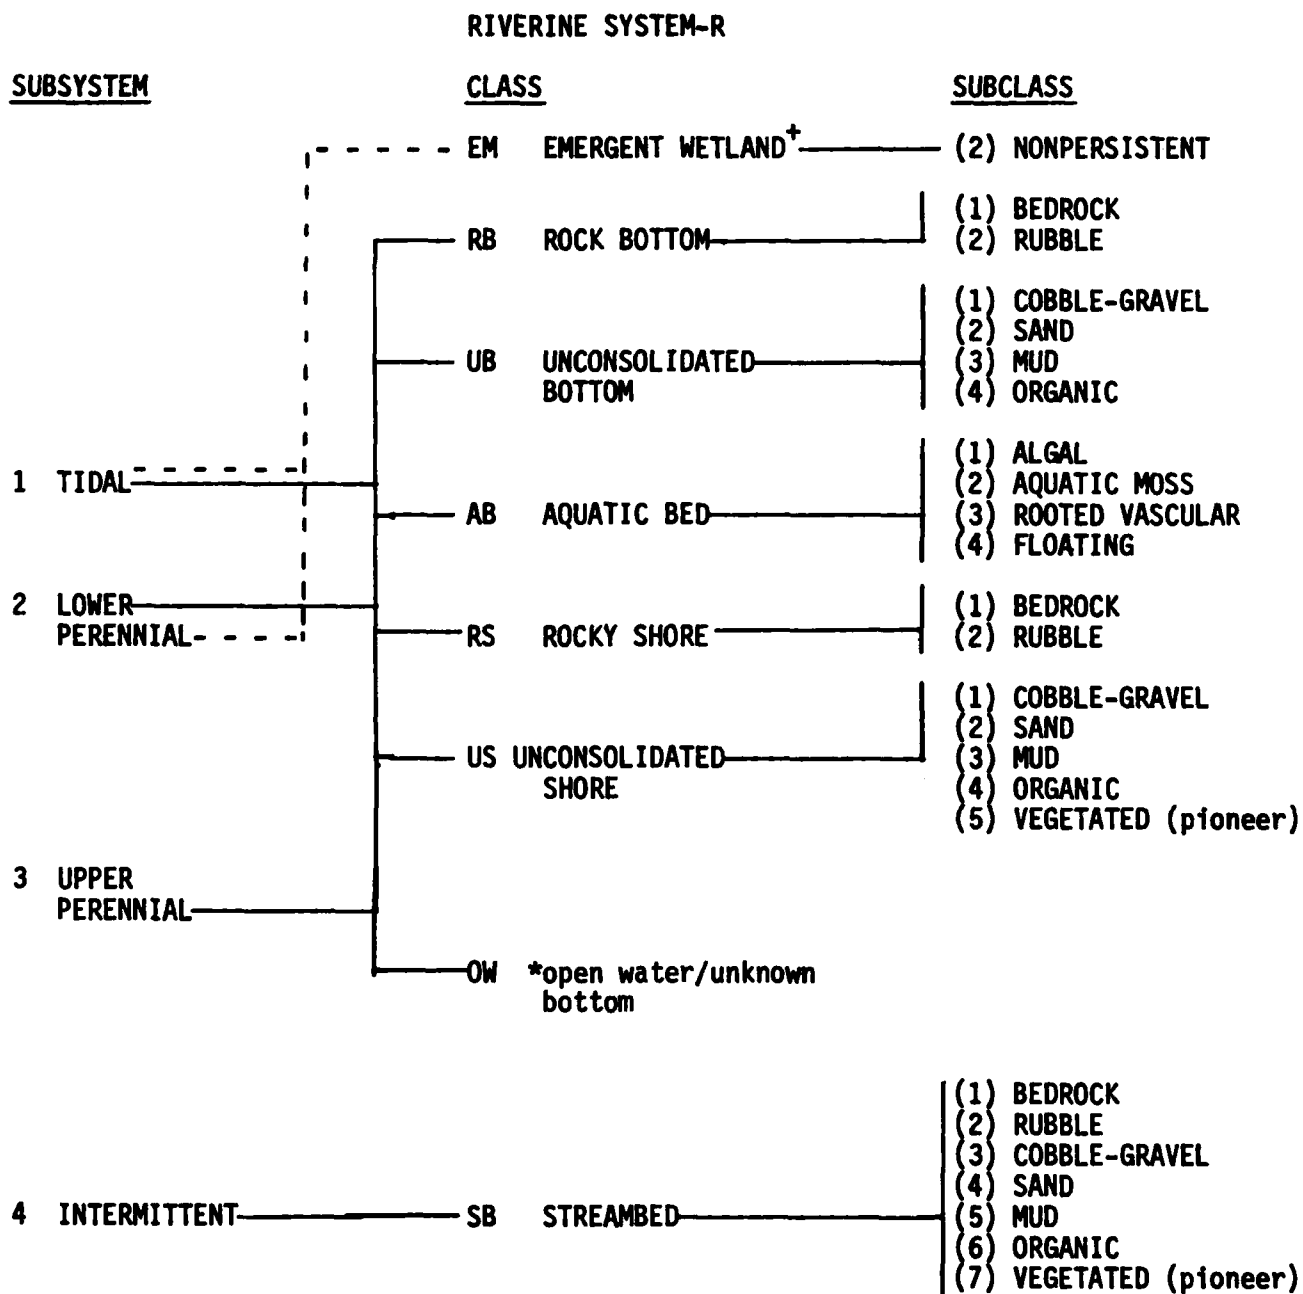 RIVERINE SYSTEM-R
SUBSYSTEM CLASS SUBCLASS
EM EMERGENT WETLAND+ (2) NONPERSISTENT
(1) BEDROCK
RB ROCK BOTTOM (2) RUBBLE
(1) COBBLE-GRAVEL
(2) SAND
UB UNCONSOLIDATED (3) MUD
BOTTOM (4) ORGANIC
(1) ALGAL
1 TIDAL (2) AQUATIC MOSS
AB AQUATIC BED (3) ROOTED VASCULAR
(4) FLOATING
2 LOWER (1) BEDROCK
PERENNIAL RS ROCKY SHORE (2) RUBBLE
(1) COBBLE-GRAVEL
(2) SAND
US UNCONSOLIDATED (3) MUD
SHORE (4) ORGANIC
(5) VEGETATED (pioneer)
3 UPPER
PERENNIAL
OW *open water/unknown
bottom
(1) BEDROCK
(2) RUBBLE
(3) COBBLE-GRAVEL
(4) SAND
4 INTERMITTENT SB STREAMBED (5) MUD
(6) ORGANIC
(7) VEGETATED (pioneer)